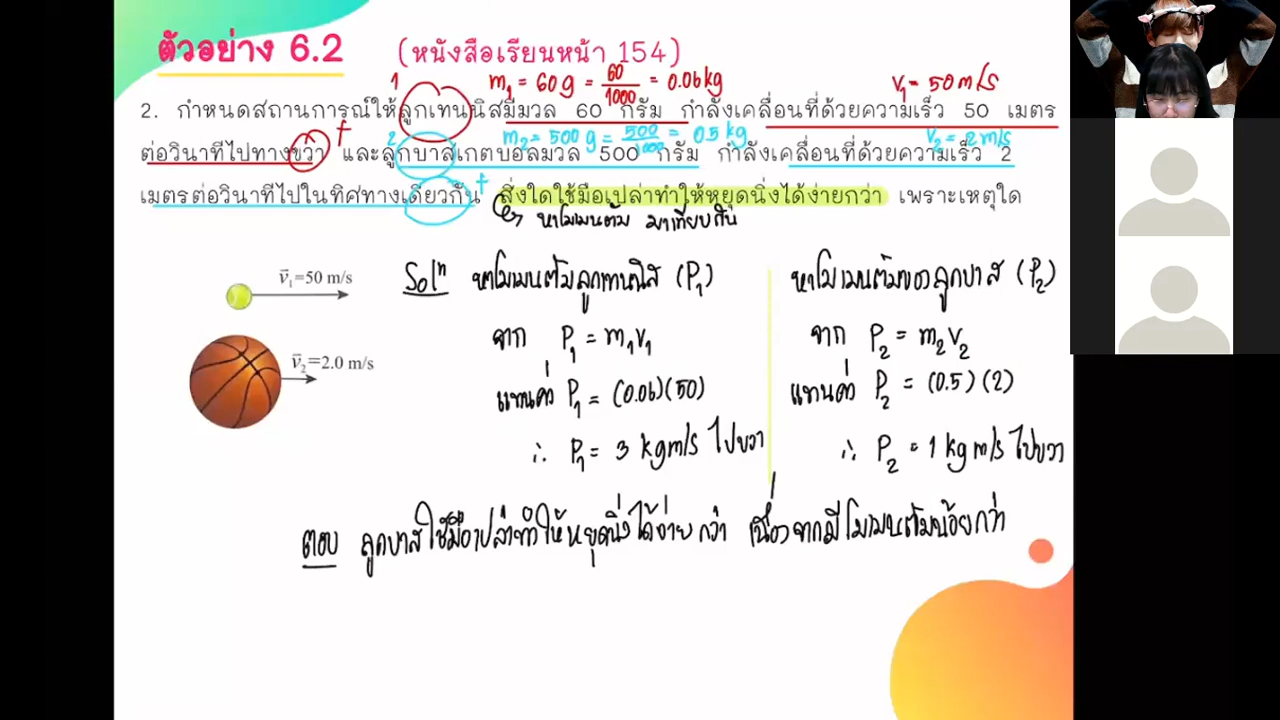 ตัวอย่าง 6.2 (หนังสือเรียนหน้า 154)
1 m₁ = 60 g = 60/1000 = 0.06 kg v₁ = 50 m/s
2. กำหนดสถานการณ์ให้ลูกเทนนิสมีมวล 60 กรัม กำลังเคลื่อนที่ด้วยความเร็ว 50 เมตร
+ 2 m₂ = 500 g = 500/1000 = 0.5 kg v₂ = 2 m/s
ต่อวินาทีไปทางขวา และลูกบาสเกตบอลมวล 500 กรัม กำลังเคลื่อนที่ด้วยความเร็ว 2
เมตรต่อวินาทีไปในทิศทางเดียวกัน + สิ่งใดใช้มือเปล่าทำให้หยุดนิ่งได้ง่ายกว่า เพราะเหตุใด
หาโมเมนตัม มาเทียบกัน
v⃗₁=50 m/s
v⃗₂=2.0 m/s
Solⁿ หาโมเมนตัมลูกเทนนิส (P₁)
จาก P₁ = m₁v₁
แทนค่า P₁ = (0.06)(50)
∴ P₁ = 3 kg m/s ไปขวา
หาโมเมนตัมของลูกบาส (P₂)
จาก P₂ = m₂v₂
แทนค่า P₂ = (0.5)(2)
∴ P₂ = 1 kg m/s ไปขวา
ตอบ ลูกบาสใช้มือเปล่าทำให้หยุดนิ่งได้ง่ายกว่า เนื่องจากมีโมเมนตัมน้อยกว่า